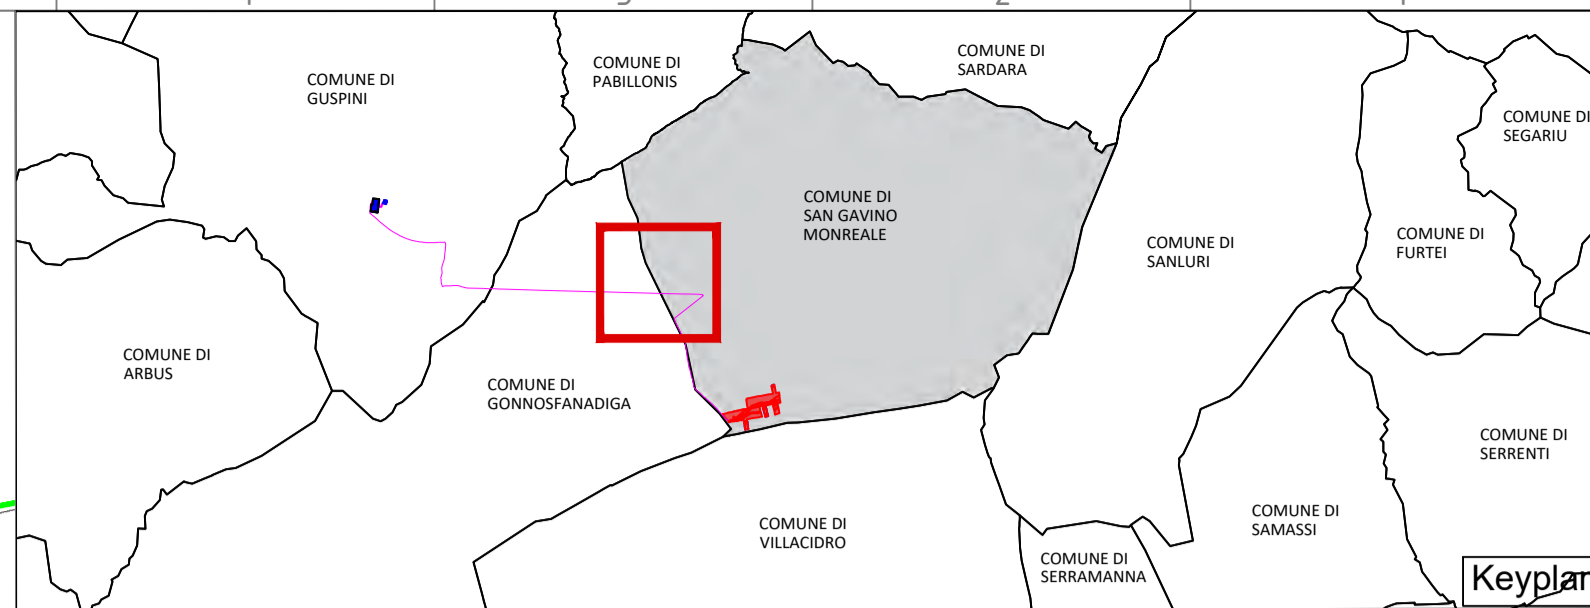 COMUNE DI
GUSPINI
COMUNE DI
PABILLONIS
COMUNE DI
SARDARA
COMUNE DI
SEGARIU
COMUNE DI
SAN GAVINO
MONREALE
COMUNE DI
SANLURI
COMUNE DI
FURTEI
COMUNE DI
ARBUS
COMUNE DI
GONNOSFANADIGA
COMUNE DI
SERRENTI
COMUNE DI
VILLACIDRO
COMUNE DI
SAMASSI
COMUNE DI
SERRAMANNA
Keyplan